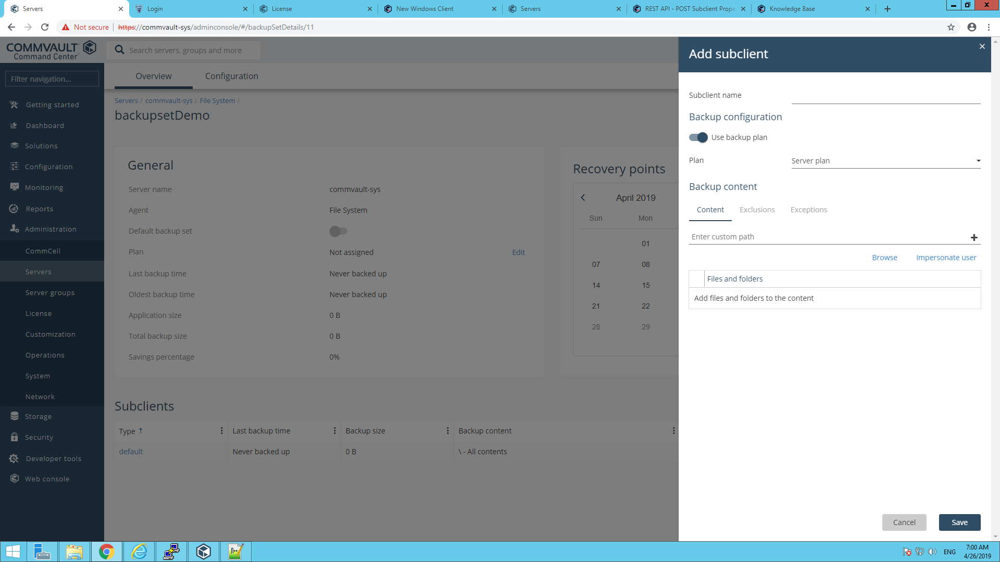 Servers
Login
License
New Windows Client
Servers
REST API - POST Subclient Prope
Knowledge Base
Not secure
https://commvault-sys/adminconsole/#/backupSetDetails/11
COMMVAULT
Command Center™
Search servers, groups and more
Filter navigation...
Getting started
Dashboard
Solutions
Configuration
Monitoring
Reports
Administration
CommCell
Servers
Server groups
License
Customization
Operations
System
Network
Storage
Security
Developer tools
Web console
Overview
Configuration
Servers / commvault-sys / File System /
backupsetDemo
General
Server name commvault-sys
Agent File System
Default backup set
Plan Not assigned Edit
Last backup time Never backed up
Oldest backup time Never backed up
Application size 0 B
Total backup size 0 B
Savings percentage 0%
Recovery points
April 2019
Sun Mon
01
07 08
14 15
21 22
28 29
Subclients
Type Last backup time Backup size Backup content
default Never backed up 0 B \ - All contents
Add subclient
Subclient name
Backup configuration
Use backup plan
Plan Server plan
Backup content
Content Exclusions Exceptions
Enter custom path
Browse Impersonate user
Files and folders
Add files and folders to the content
Cancel Save
ENG
7:00 AM
4/26/2019